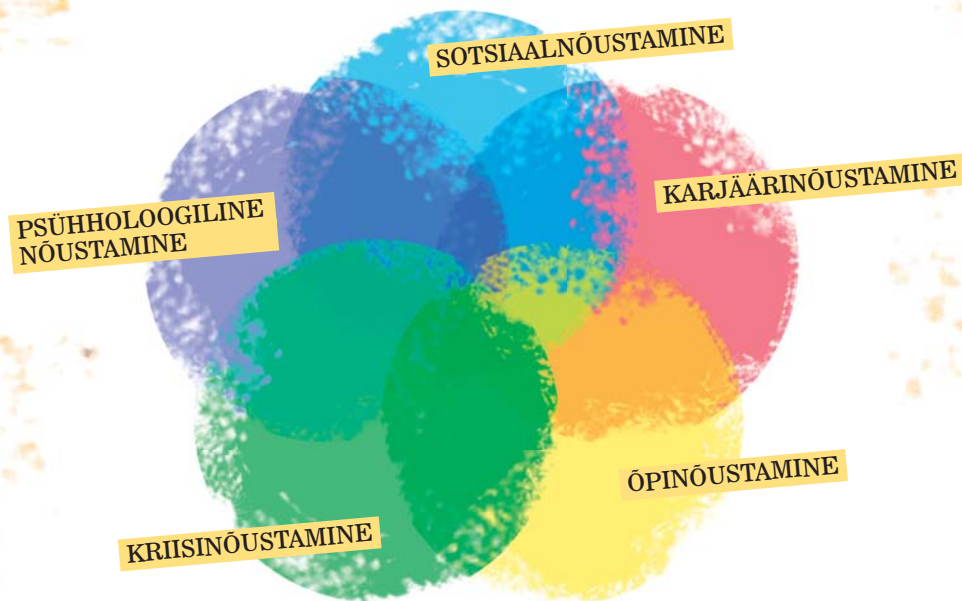 SOTSIAALNÕUSTAMINE
KARJÄÄRINÕUSTAMINE
PSÜHHOLOOGILINE
NÕUSTAMINE
ÕPINÕUSTAMINE
KRIISINÕUSTAMINE